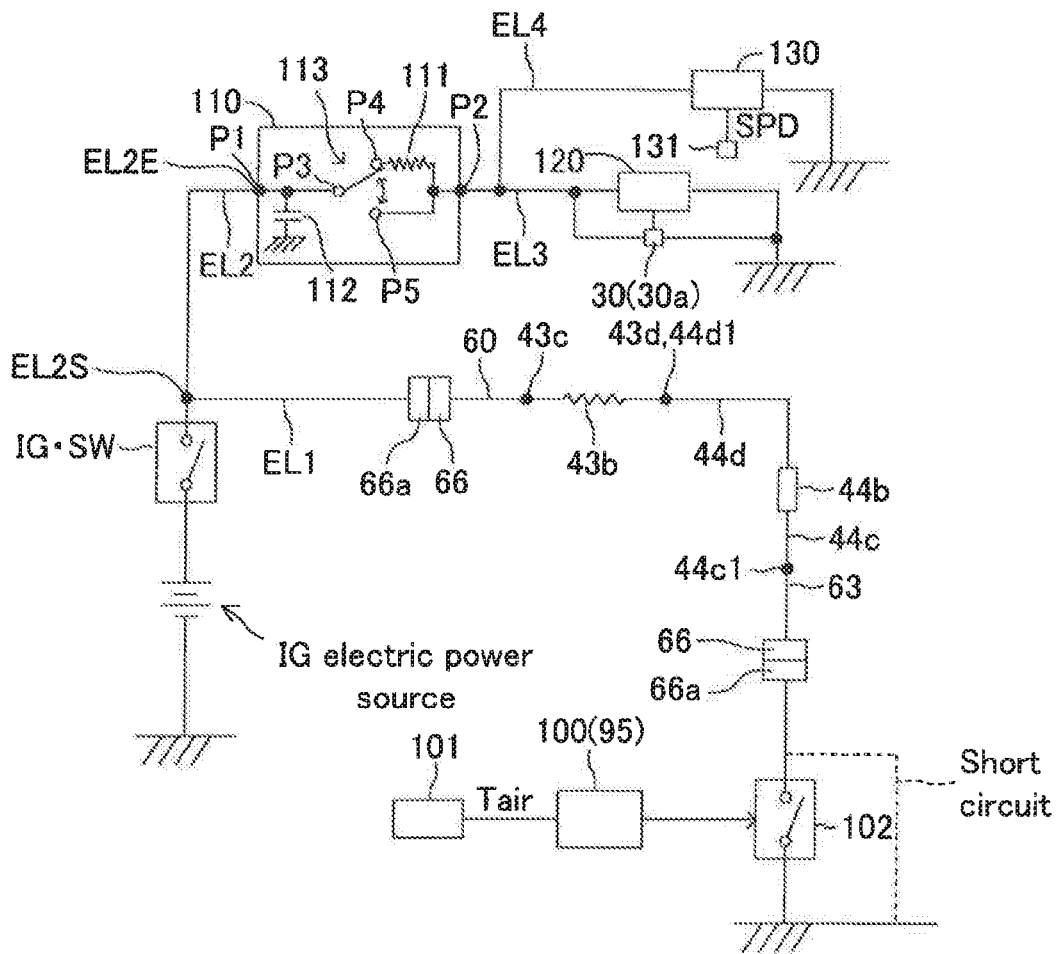 EL4
130
113
111
P4
P2
110
P1
SPD
131
120
EL2E
P3
EL2
EL3
112
P5
30(30a)
60
43c
43d,44d1
EL2S
IG・SW
EL1
66a
66
43b
44d
44b
44c
44c1
63
IG electric power
source
66
66a
101
100(95)
Short
circuit
Tair
102